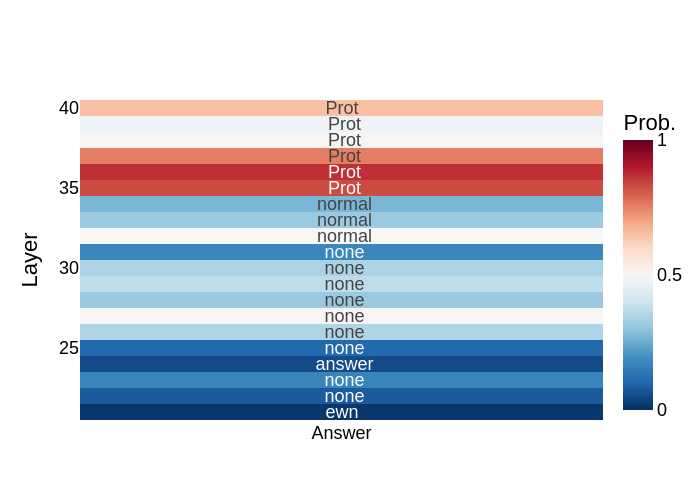 Prob.
40
Prot
1
Prot
Prot
Prot
Prot
35
Prot
normal
normal
normal
Layer
none
30
none
0.5
none
none
none
none
25
none
answer
none
none
ewn
0
Answer